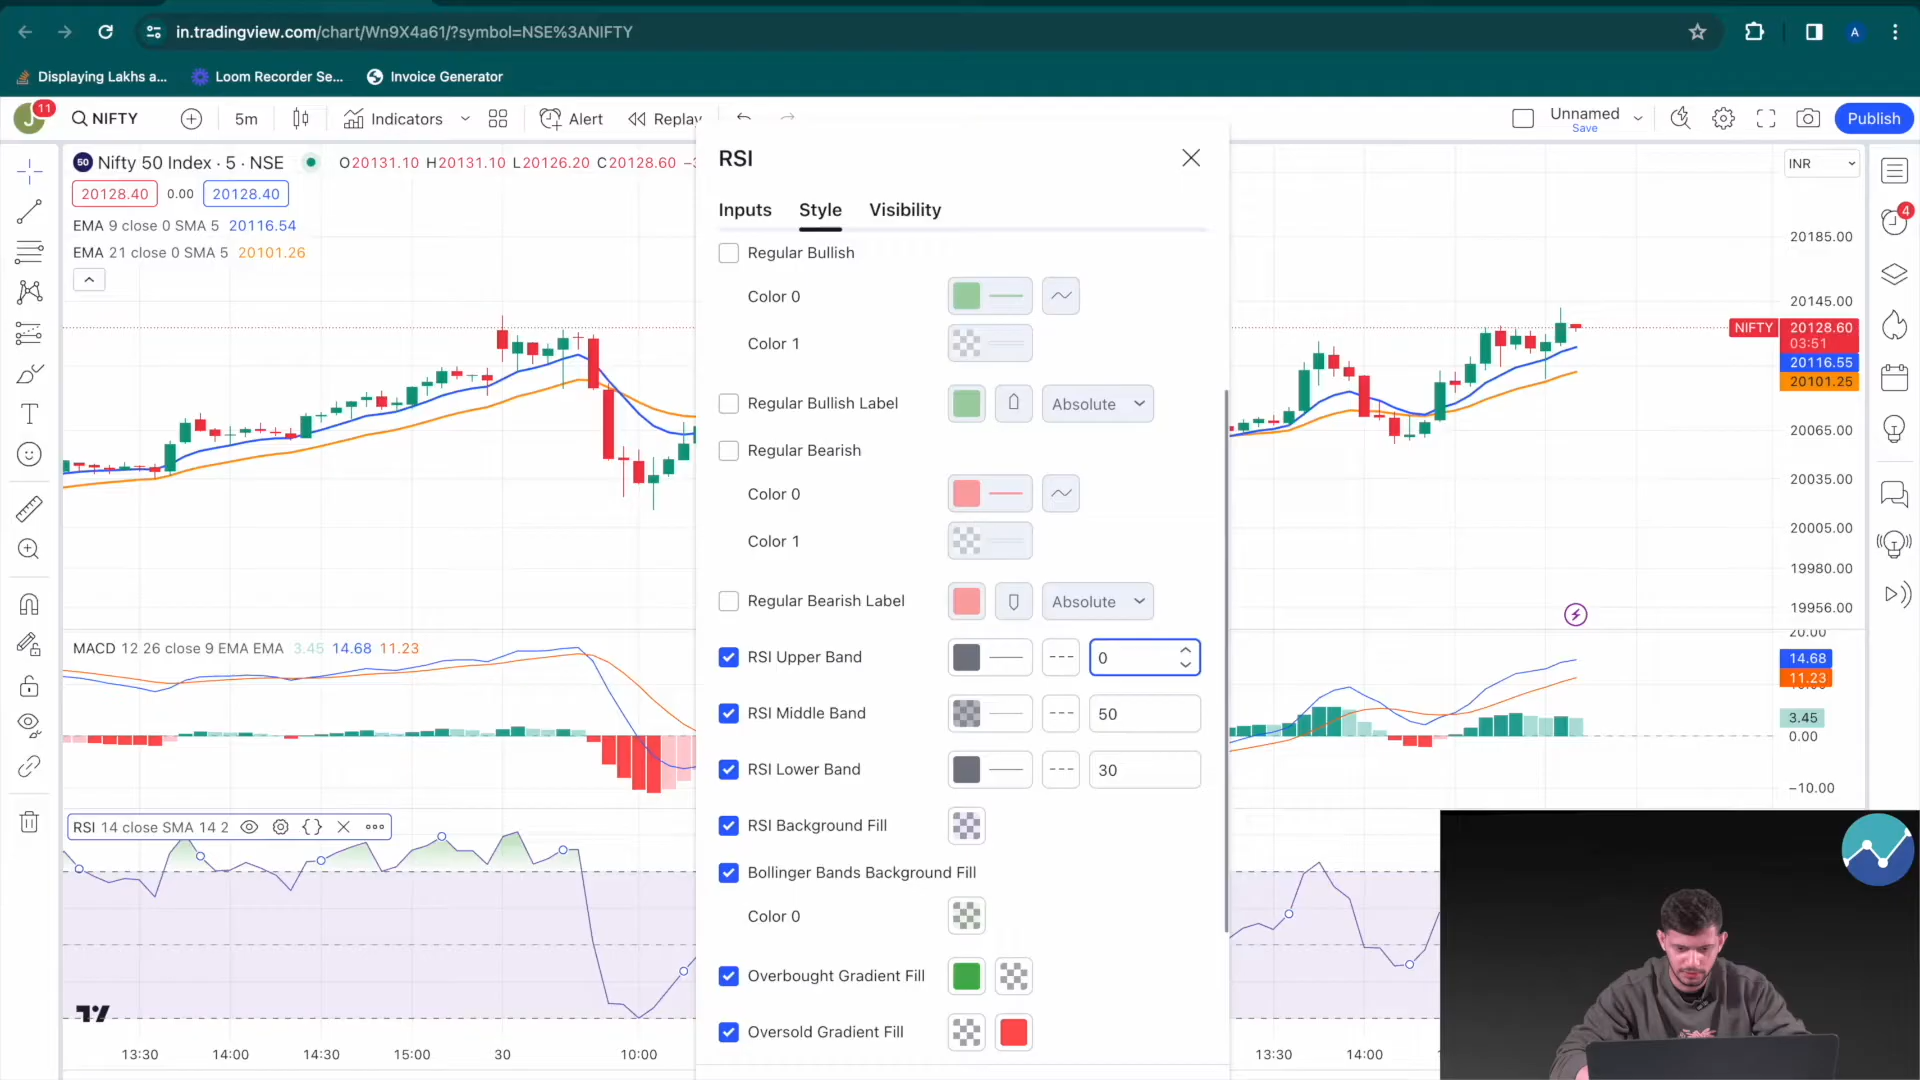 in.tradingview.com/chart/Wn9X4a61/?symbol=NSE%3ANIFTY
A
Displaying Lakhs a...
Loom Recorder Se...
Invoice Generator
J
11
NIFTY
5m
Indicators
Alert
Replay
Unnamed
Save
Publish
50
Nifty 50 Index · 5 · NSE
O20131.10 H20131.10 L20126.20 C20128.60
20128.40
0.00
20128.40
EMA 9 close 0 SMA 5 20116.54
EMA 21 close 0 SMA 5 20101.26
RSI
Inputs
Style
Visibility
Regular Bullish
Color 0
Color 1
Regular Bullish Label
Absolute
Regular Bearish
Color 0
Color 1
Regular Bearish Label
Absolute
RSI Upper Band
0
RSI Middle Band
50
RSI Lower Band
30
RSI Background Fill
Bollinger Bands Background Fill
Color 0
Overbought Gradient Fill
Oversold Gradient Fill
INR
4
20185.00
20145.00
NIFTY
20128.60
03:51
20116.55
20101.25
20065.00
20035.00
20005.00
19980.00
19956.00
MACD 12 26 close 9 EMA EMA 3.45 14.68 11.23
20.00
14.68
11.23
3.45
0.00
−10.00
RSI 14 close SMA 14 2
13:30
14:00
14:30
15:00
30
10:00
13:30
14:00